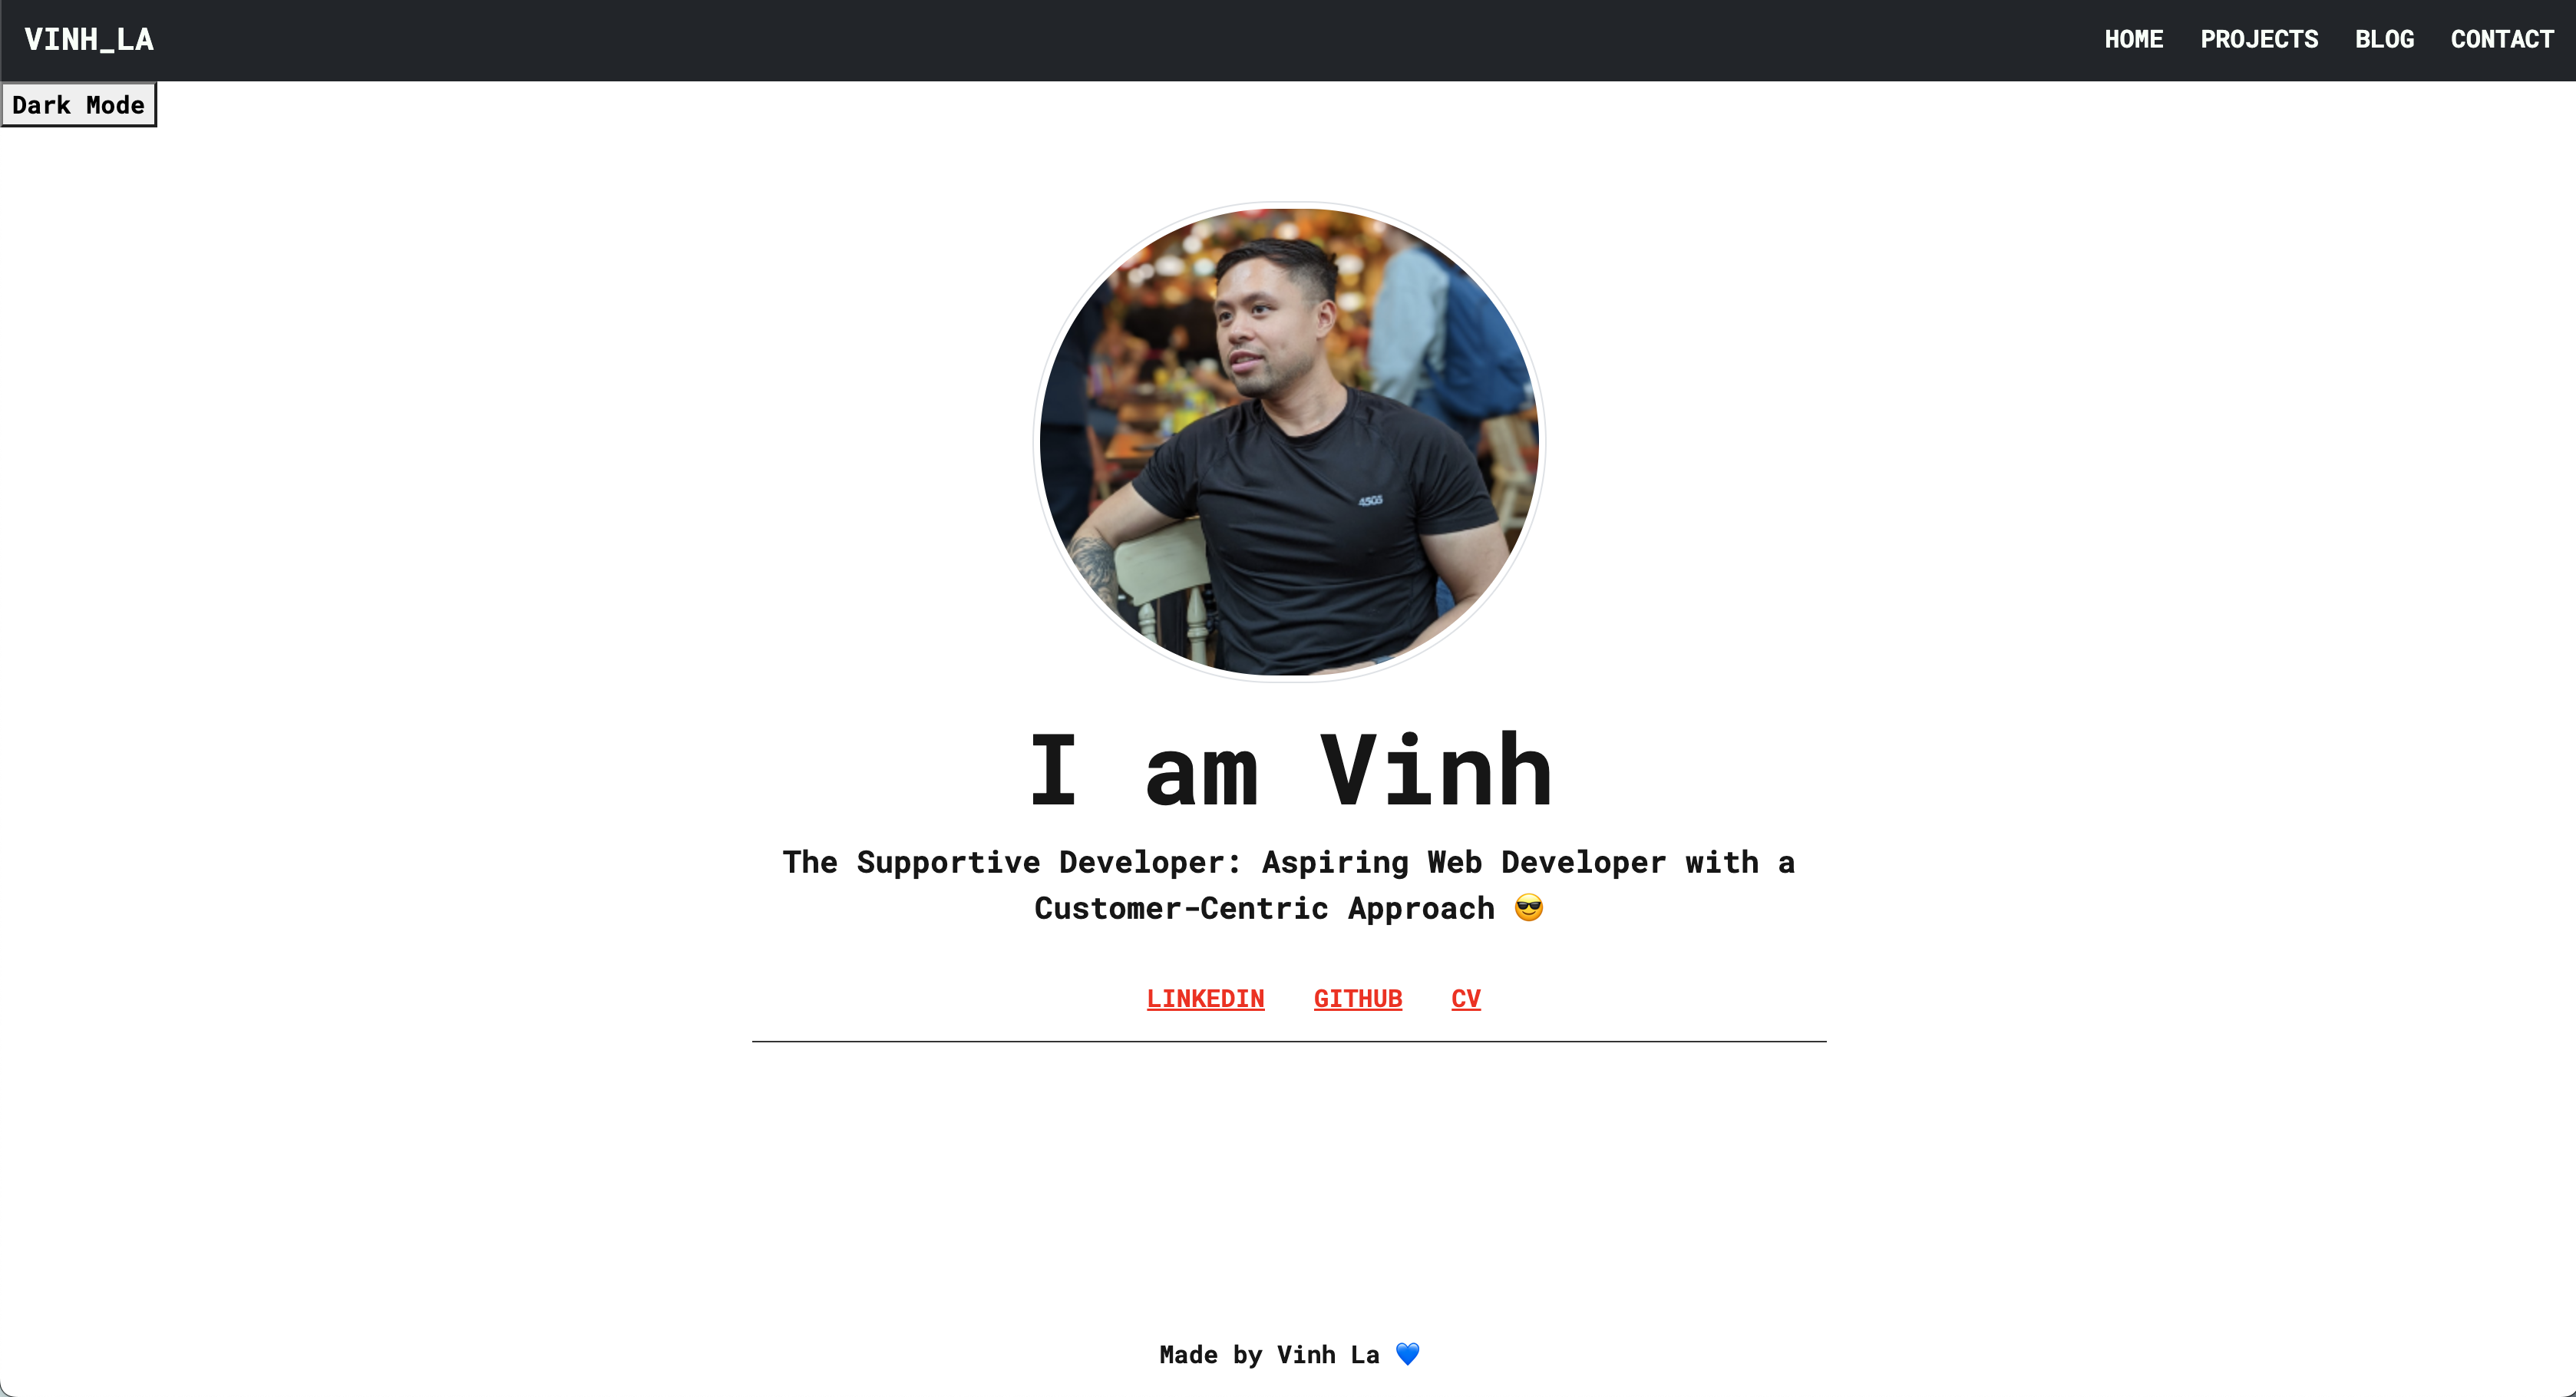 VINH_LA
HOME PROJECTS BLOG CONTACT
Dark Mode
ASOS
I am Vinh
The Supportive Developer: Aspiring Web Developer with a
Customer-Centric Approach 😎
LINKEDIN GITHUB CV
Made by Vinh La 💙